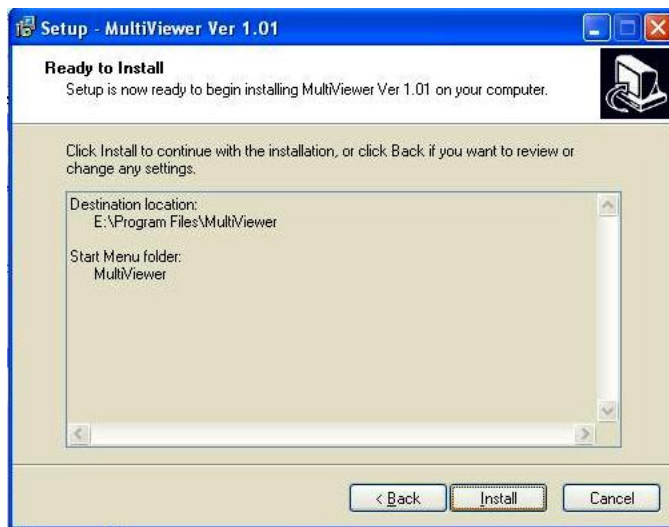 Setup - MultiViewer Ver 1.01
Ready to Install
Setup is now ready to begin installing MultiViewer Ver 1.01 on your computer.
Click Install to continue with the installation, or click Back if you want to review or
change any settings.
Destination location:
E:\Program Files\MultiViewer
Start Menu folder:
MultiViewer
< Back
Install
Cancel